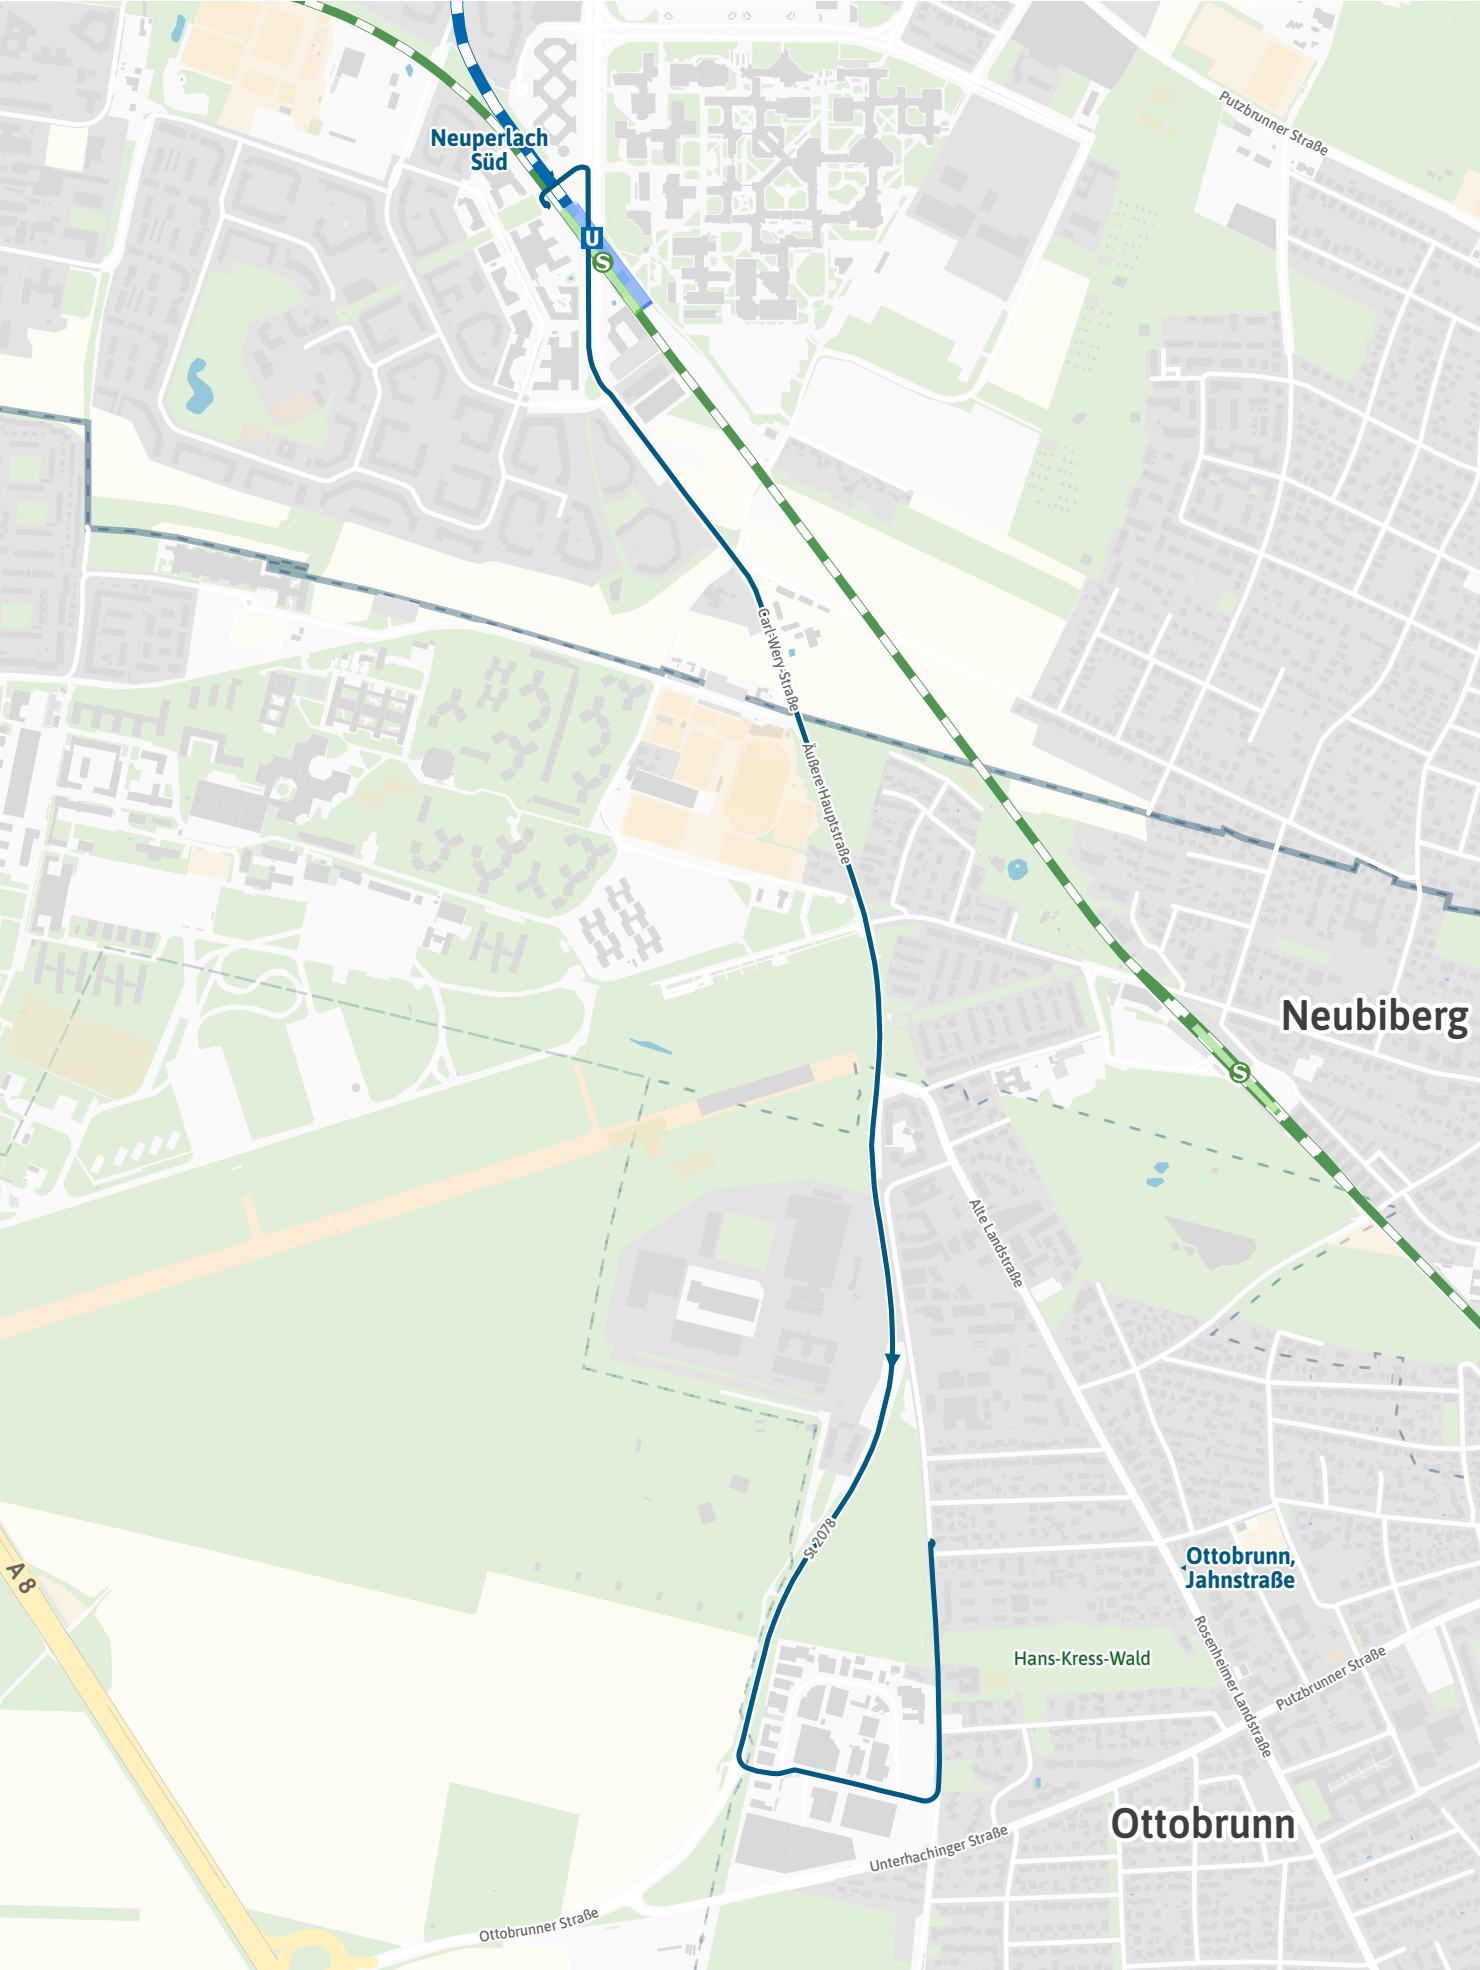 Putzbrunner Straße
Neuperlach
Süd
U
S
Carl-Wery-Straße
Äußere Hauptstraße
Neubiberg
S
Alte Landstraße
St 2078
A 8
Ottobrunn,
Jahnstraße
Hans-Kress-Wald
Rosenheimer Landstraße
Putzbrunner Straße
Ottobrunn
Unterhachinger Straße
Ottobrunner Straße